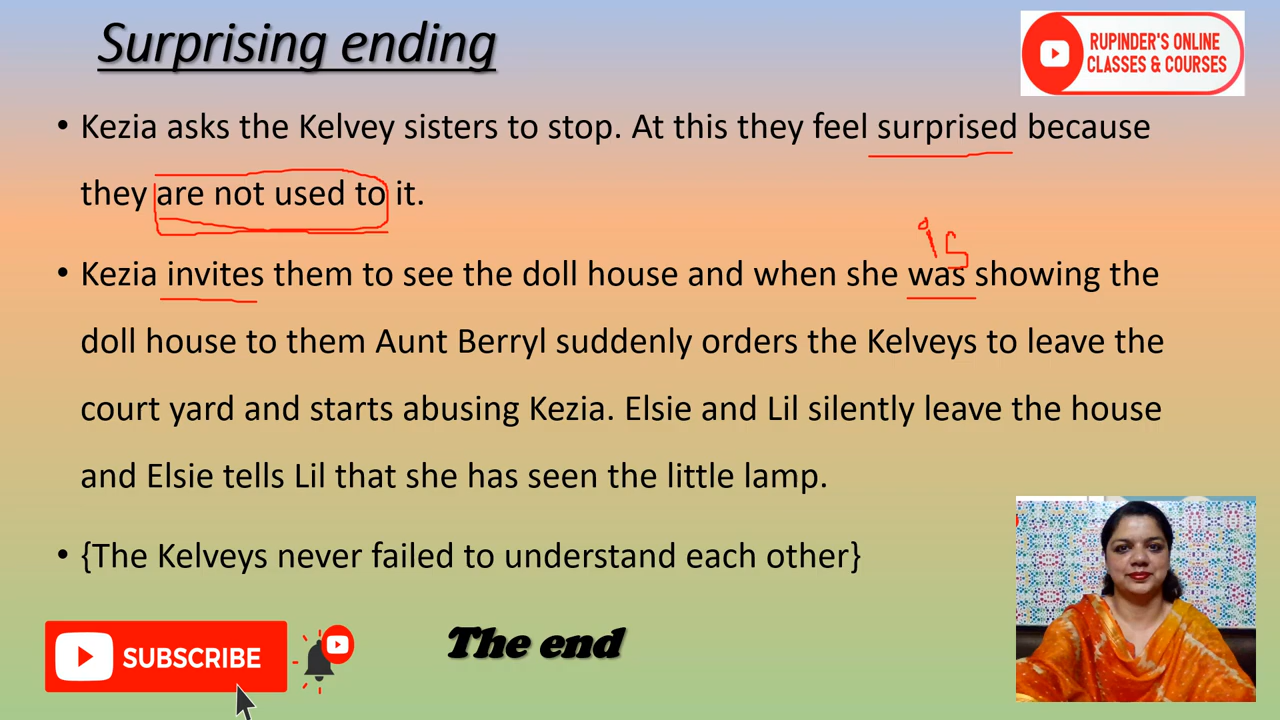 Surprising ending
RUPINDER'S ONLINE
CLASSES & COURSES
• Kezia asks the Kelvey sisters to stop. At this they feel surprised because
they are not used to it.
is
• Kezia invites them to see the doll house and when she was showing the
doll house to them Aunt Berryl suddenly orders the Kelveys to leave the
court yard and starts abusing Kezia. Elsie and Lil silently leave the house
and Elsie tells Lil that she has seen the little lamp.
• {The Kelveys never failed to understand each other}
SUBSCRIBE
The end